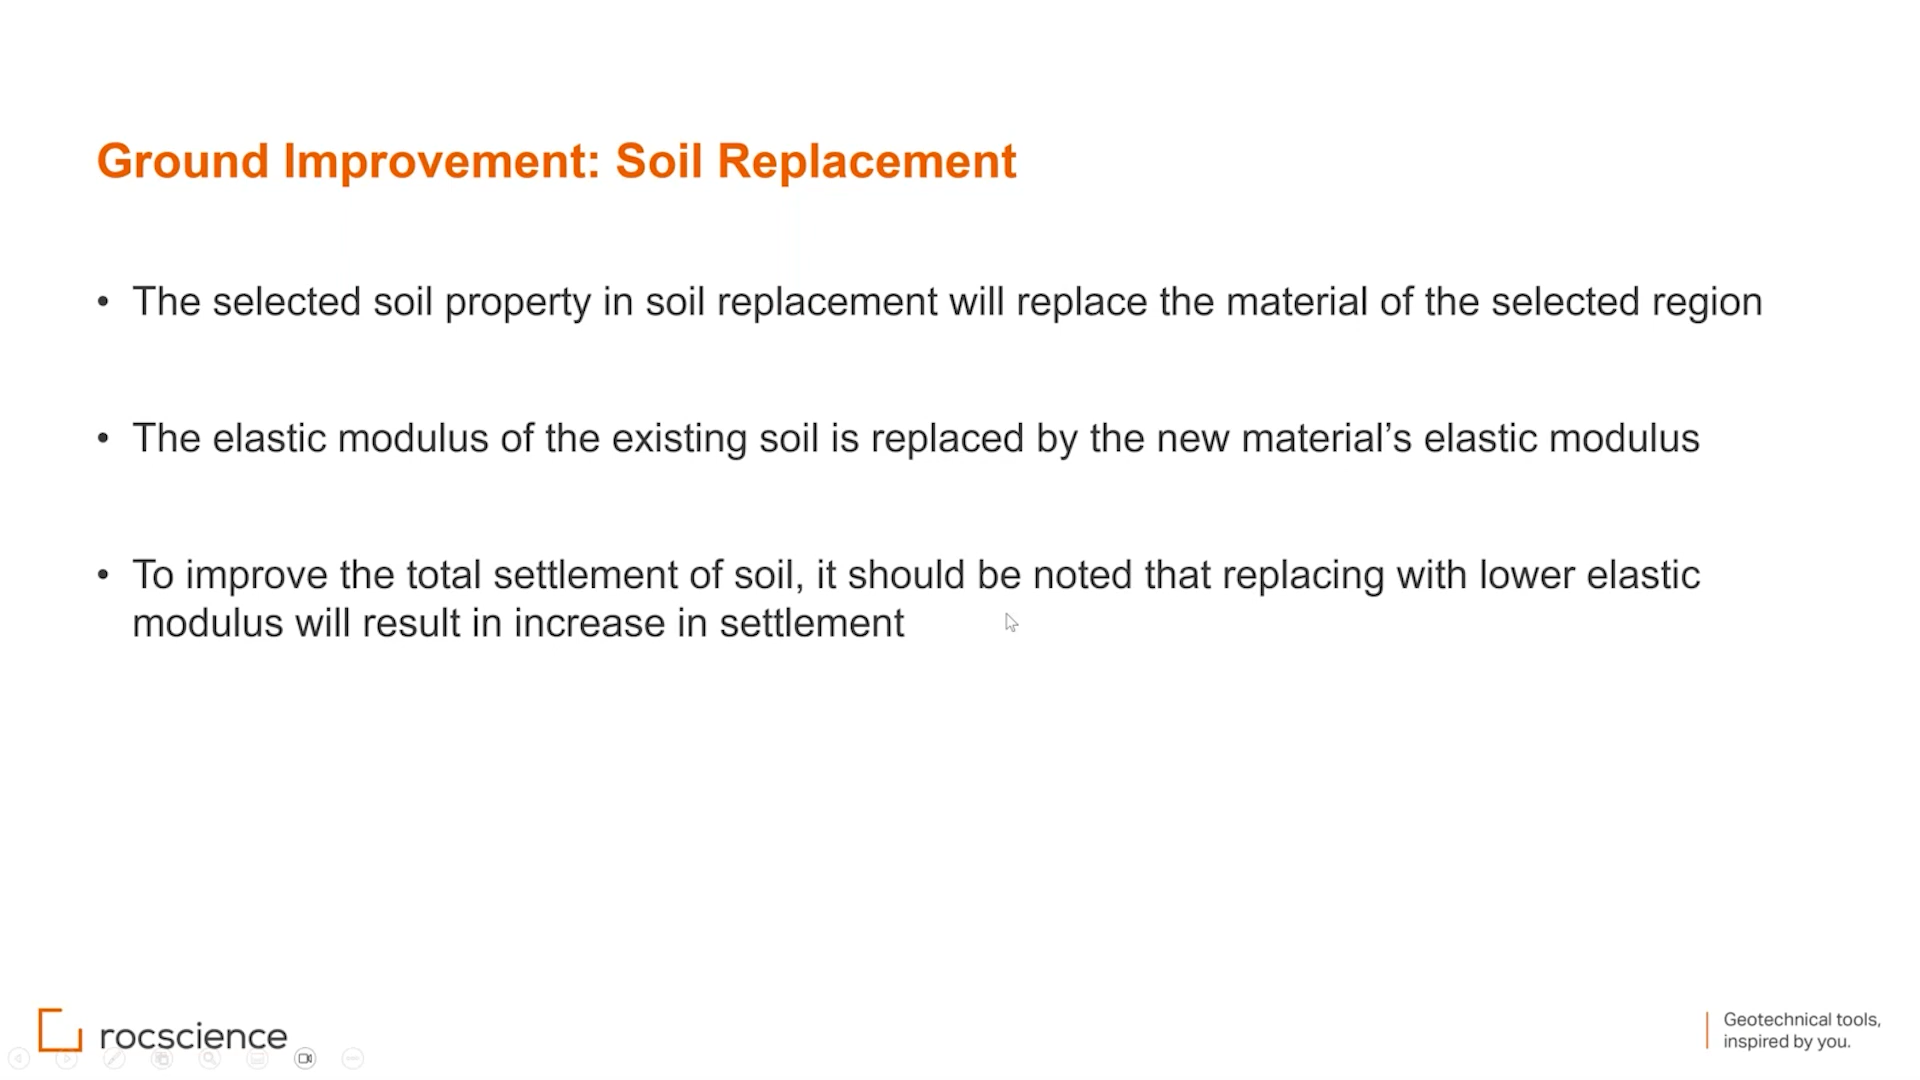 Ground Improvement: Soil Replacement
• The selected soil property in soil replacement will replace the material of the selected region
• The elastic modulus of the existing soil is replaced by the new material’s elastic modulus
• To improve the total settlement of soil, it should be noted that replacing with lower elastic
modulus will result in increase in settlement
rocscience
Geotechnical tools,
inspired by you.